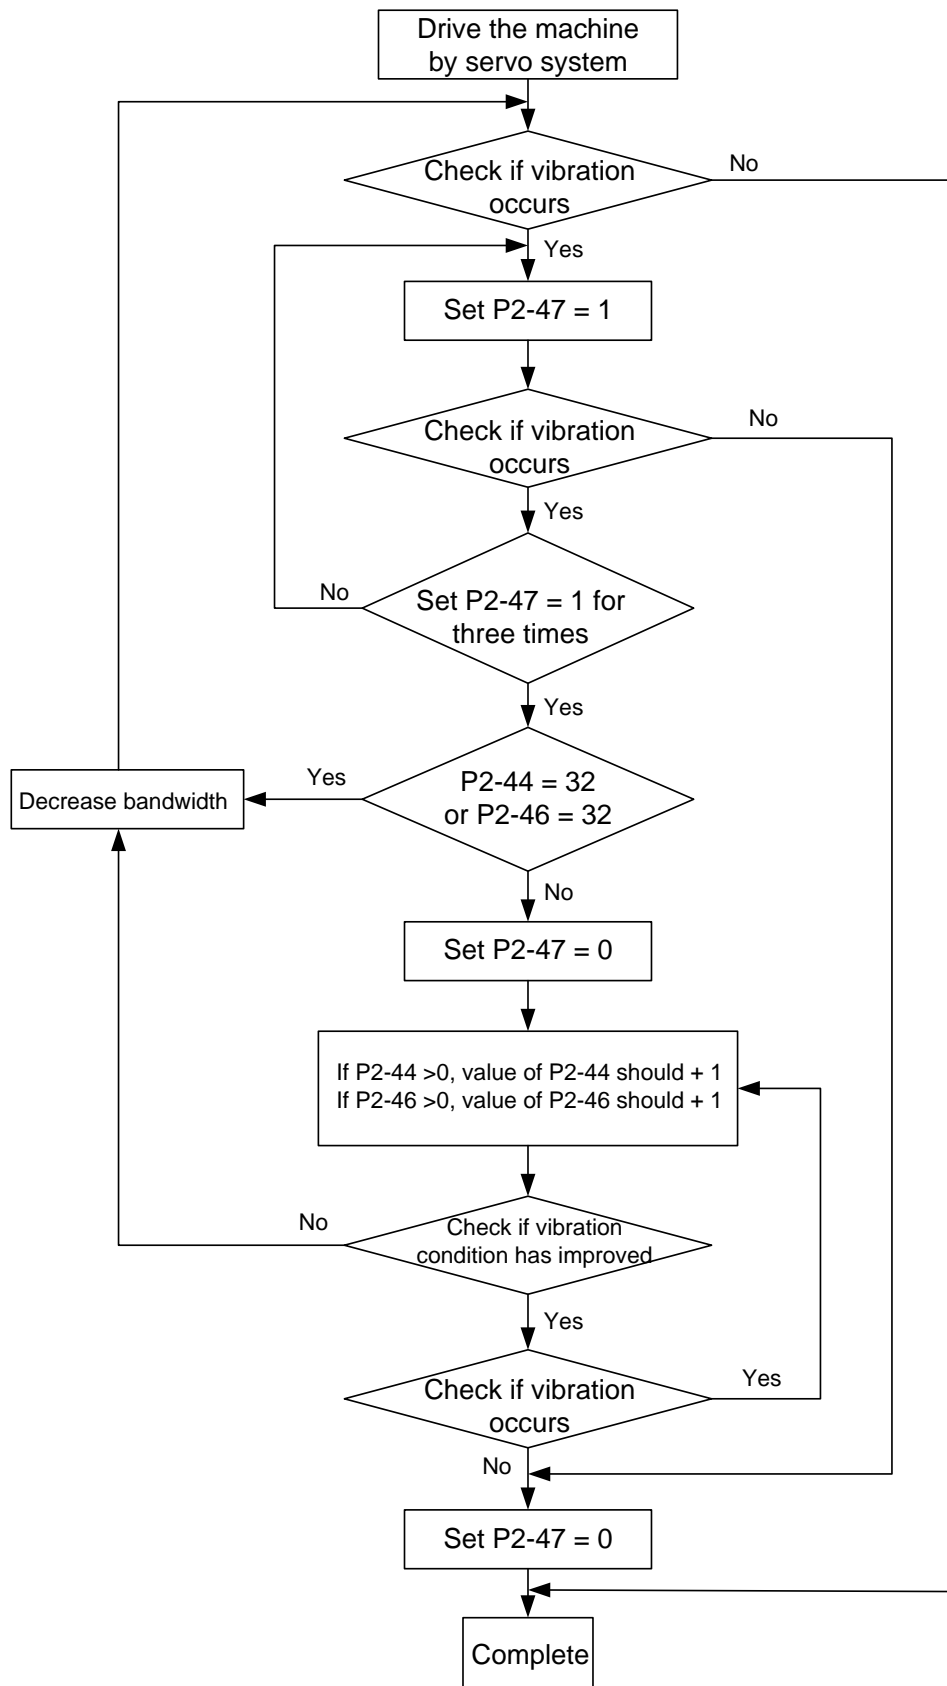 Drive the machine
by servo system
Check if vibration
occurs
No
Yes
Set P2-47 = 1
Check if vibration
occurs
No
Yes
Set P2-47 = 1 for
three times
No
Yes
P2-44 = 32
or P2-46 = 32
Yes
Decrease bandwidth
No
Set P2-47 = 0
If P2-44 >0, value of P2-44 should + 1
If P2-46 >0, value of P2-46 should + 1
Check if vibration
condition has improved
No
Yes
Check if vibration
occurs
Yes
No
Set P2-47 = 0
Complete